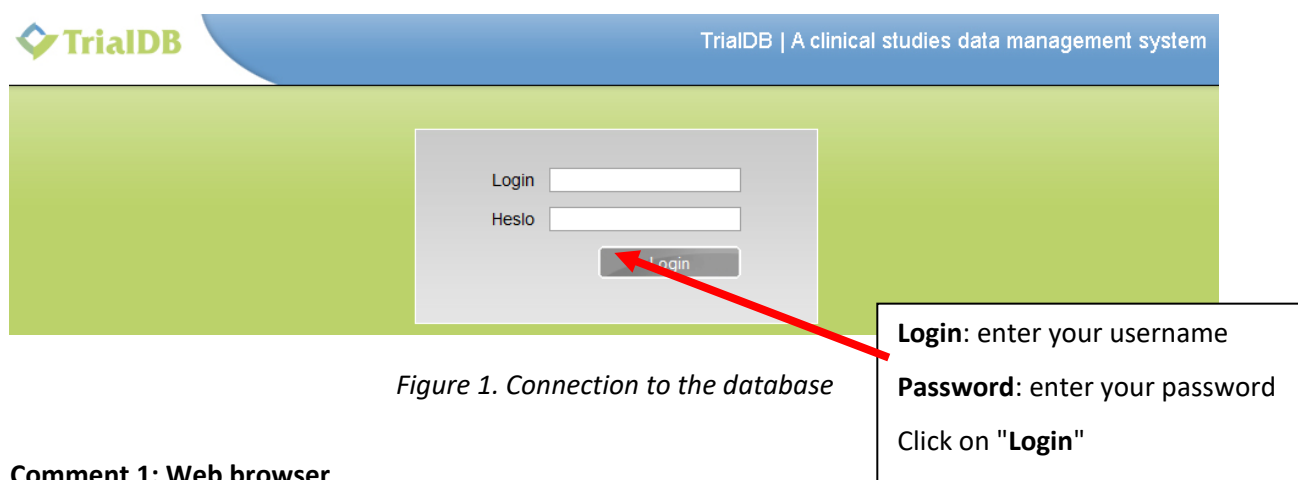 TrialDB
TrialDB | A clinical studies data management system
Login
Heslo
Login
Login: enter your username
Password: enter your password
Click on "Login"
Figure 1. Connection to the database
Comment 1: Web browser